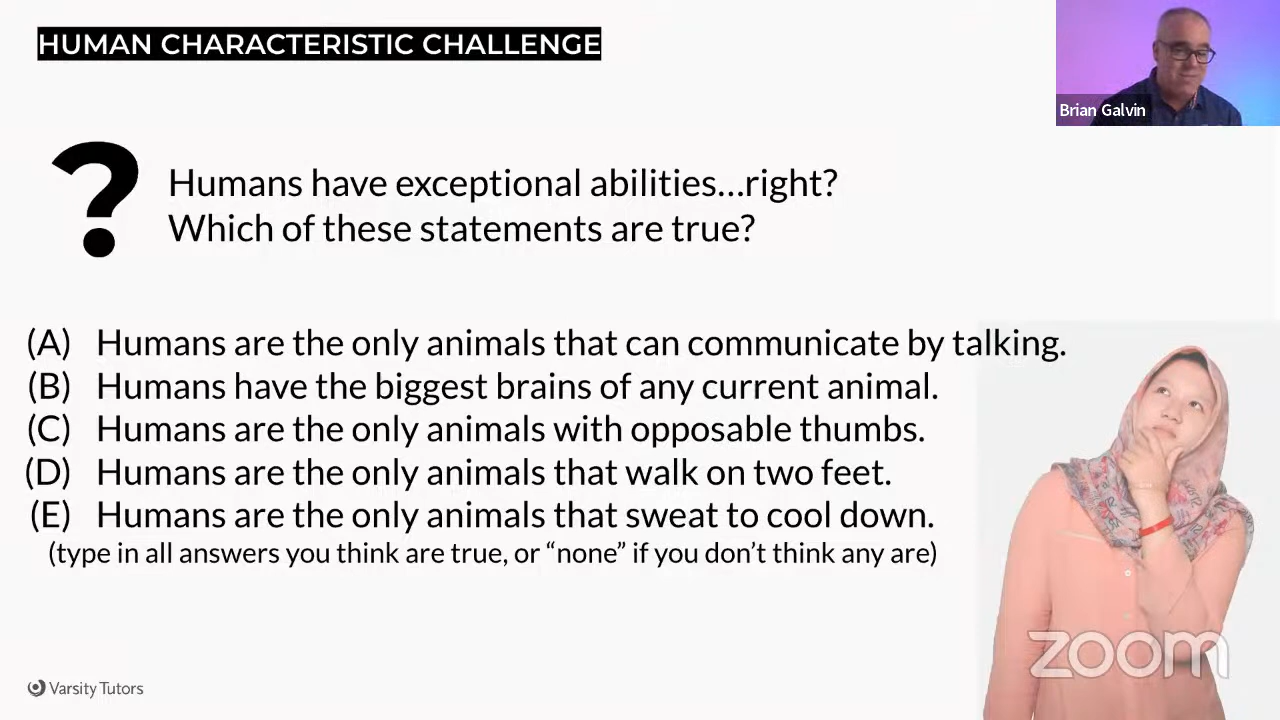 HUMAN CHARACTERISTIC CHALLENGE
Brian Galvin
? Humans have exceptional abilities...right?
Which of these statements are true?
(A) Humans are the only animals that can communicate by talking.
(B) Humans have the biggest brains of any current animal.
(C) Humans are the only animals with opposable thumbs.
(D) Humans are the only animals that walk on two feet.
(E) Humans are the only animals that sweat to cool down.
(type in all answers you think are true, or “none” if you don’t think any are)
zoom
Varsity Tutors